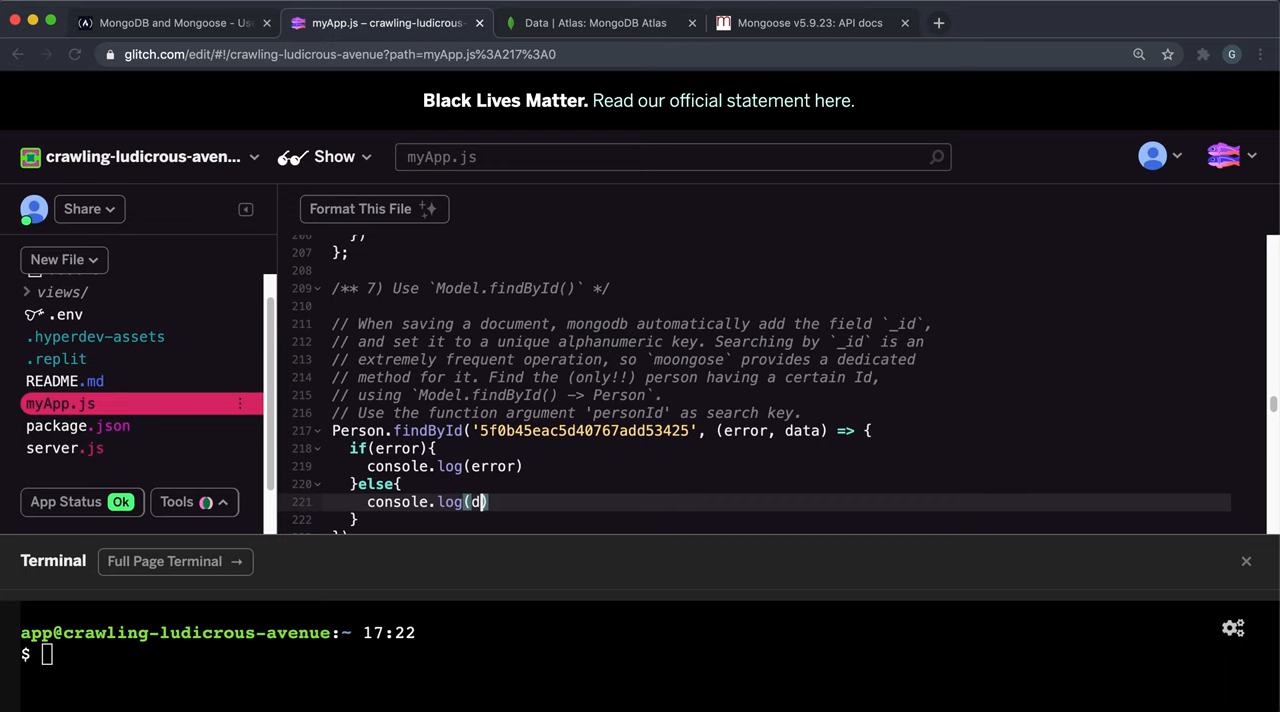 MongoDB and Mongoose - Use
myApp.js – crawling-ludicrous-
Data | Atlas: MongoDB Atlas
Mongoose v5.9.23: API docs
glitch.com/edit/#!/crawling-ludicrous-avenue?path=myApp.js%3A217%3A0
G
Black Lives Matter. Read our official statement here.
crawling-ludicrous-aven...
Show
myApp.js
Share
Format This File
New File
views/
.env
.hyperdev-assets
.replit
README.md
myApp.js
package.json
server.js
App Status Ok
Tools
206 })
207 };
208
209 /** 7) Use `Model.findById()` */
210
211 // When saving a document, mongodb automatically add the field `_id`,
212 // and set it to a unique alphanumeric key. Searching by `_id` is an
213 // extremely frequent operation, so `moongose` provides a dedicated
214 // method for it. Find the (only!!) person having a certain Id,
215 // using `Model.findById() -> Person`.
216 // Use the function argument 'personId' as search key.
217 Person.findById('5f0b45eac5d40767add53425', (error, data) => {
218 if(error){
219 console.log(error)
220 }else{
221 console.log(d)
222 }
})
Terminal
Full Page Terminal →
app@crawling-ludicrous-avenue:~ 17:22
$